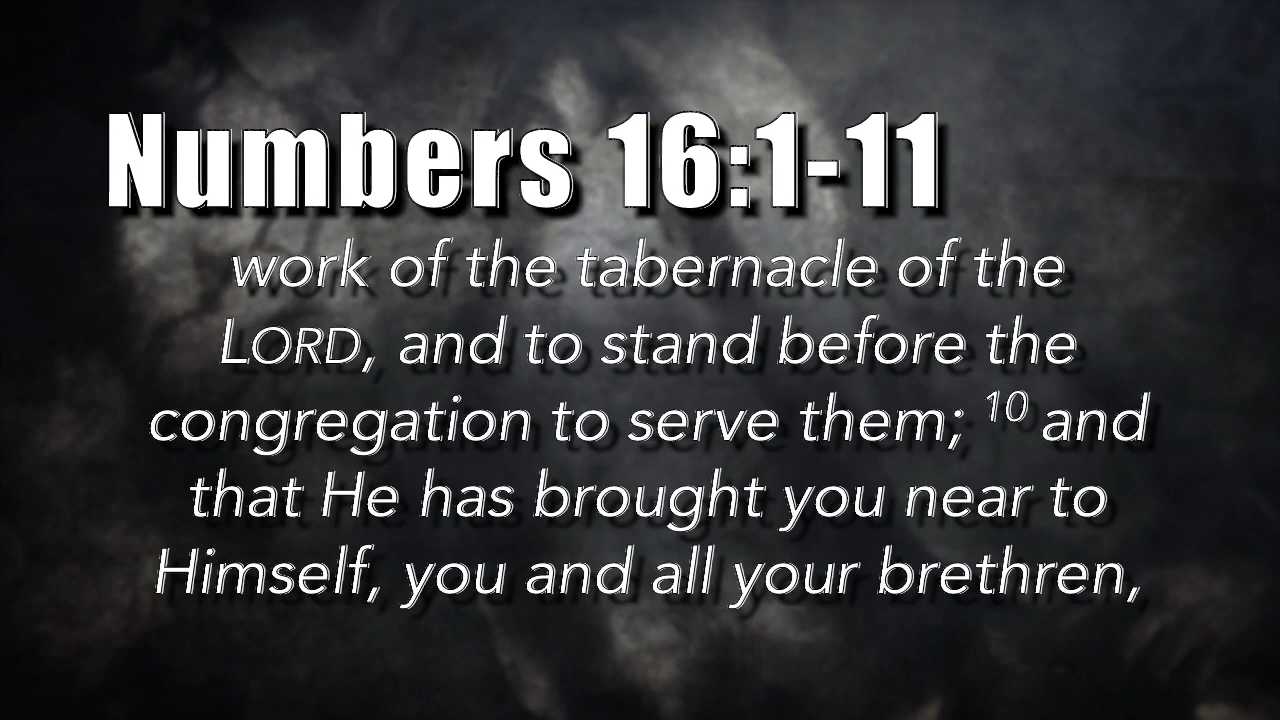 Numbers 16:1-11
work of the tabernacle of the
LORD, and to stand before the
congregation to serve them; 10 and
that He has brought you near to
Himself, you and all your brethren,